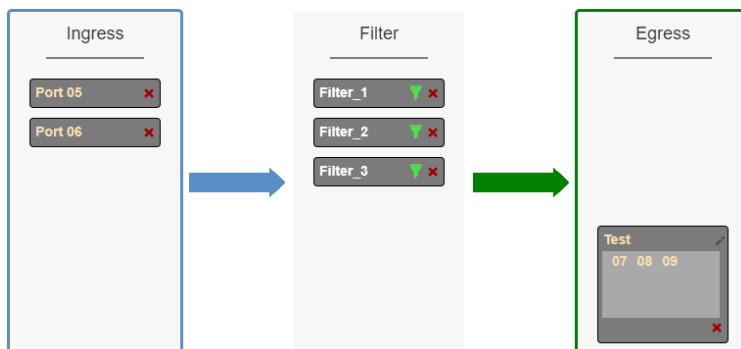 Ingress
Port 05
Port 06
Filter
Filter_1
Filter_2
Filter_3
Egress
Test
07 08 09